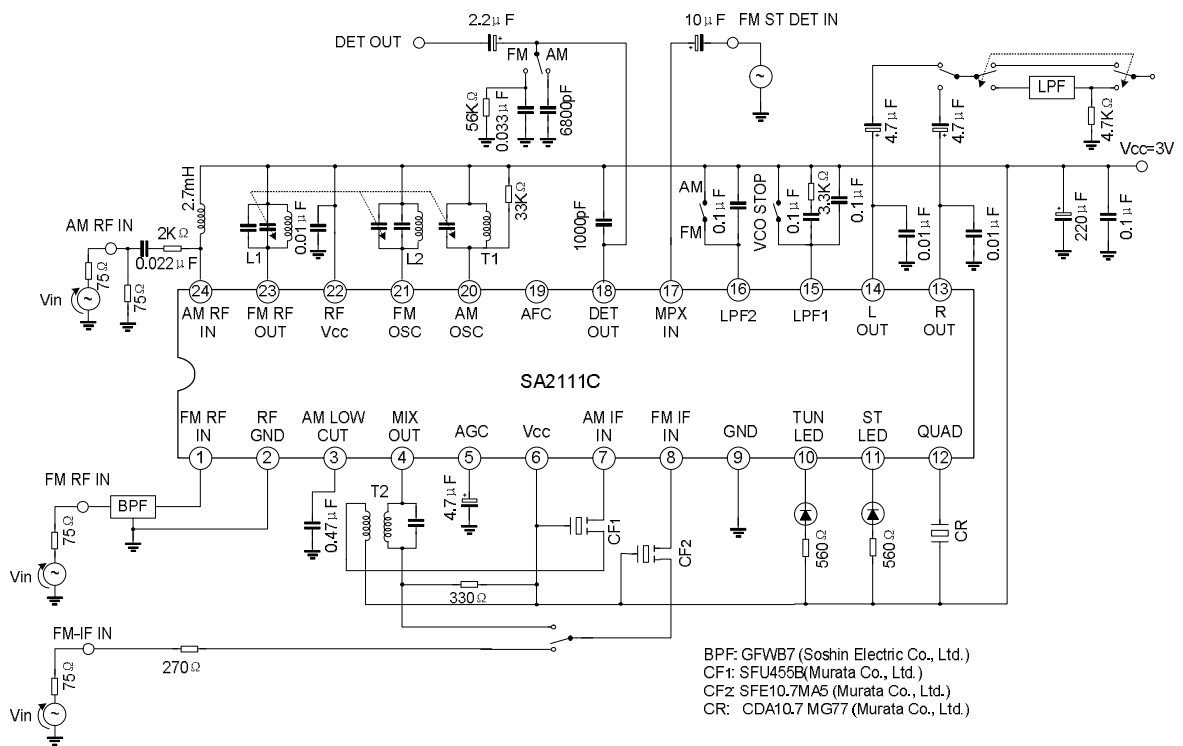 2.2μF
10μF FM ST DET IN
DET OUT
FM AM
56KΩ
0.033μF
6800pF
~
4.7μF
4.7μF
LPF
4.7KΩ
Vcc=3V
2.7mH
AM RF IN
2KΩ
0.022μF
75Ω
75Ω
Vin
~
L1
0.01μF
L2
T1
33KΩ
1000pF
AM
FM
0.1μF
VCO STOP
0.1μF
3.3KΩ
0.1μF
0.01μF
0.01μF
220μF
0.1μF
24 23 22 21 20 19 18 17 16 15 14 13
AM RF IN
FM RF OUT
RF Vcc
FM OSC
AM OSC
AFC
DET OUT
MPX IN
LPF2
LPF1
L OUT
R OUT
SA2111C
FM RF IN
RF GND
AM LOW CUT
MIX OUT
AGC
Vcc
AM IF IN
FM IF IN
GND
TUN LED
ST LED
QUAD
1 2 3 4 5 6 7 8 9 10 11 12
FM RF IN
BPF
75Ω
Vin
~
0.47μF
T2
4.7μF
CF1
CF2
560Ω
560Ω
CR
330Ω
FM-IF IN
270Ω
75Ω
Vin
~
BPF: GFWB7 (Soshin Electric Co., Ltd.)
CF1: SFU455B(Murata Co., Ltd.)
CF2: SFE10.7MA5 (Murata Co., Ltd.)
CR: CDA10.7 MG77 (Murata Co., Ltd.)